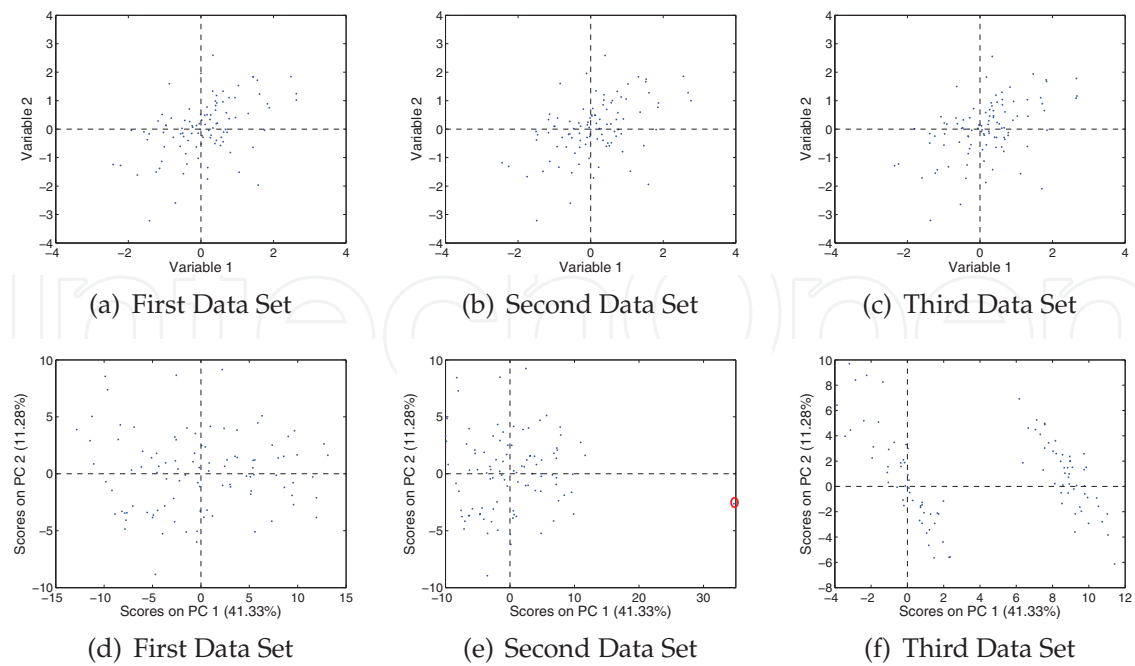 4
3
2
1
0
−1
−2
−3
−4
Variable 2
−4 −2 0 2 4
Variable 1
(a) First Data Set
4
3
2
1
0
−1
−2
−3
−4
Variable 2
−4 −2 0 2 4
Variable 1
(b) Second Data Set
4
3
2
1
0
−1
−2
−3
−4
Variable 2
−4 −2 0 2 4
Variable 1
(c) Third Data Set
IntechOpen
10
5
0
−5
−10
Scores on PC 2 (11.28%)
−15 −10 −5 0 5 10 15
Scores on PC 1 (41.33%)
(d) First Data Set
10
5
0
−5
−10
Scores on PC 2 (11.28%)
−10 0 10 20 30
Scores on PC 1 (41.33%)
(e) Second Data Set
10
8
6
4
2
0
−2
−4
−6
−8
Scores on PC 2 (11.28%)
−4 −2 0 2 4 6 8 10 12
Scores on PC 1 (41.33%)
(f) Third Data Set